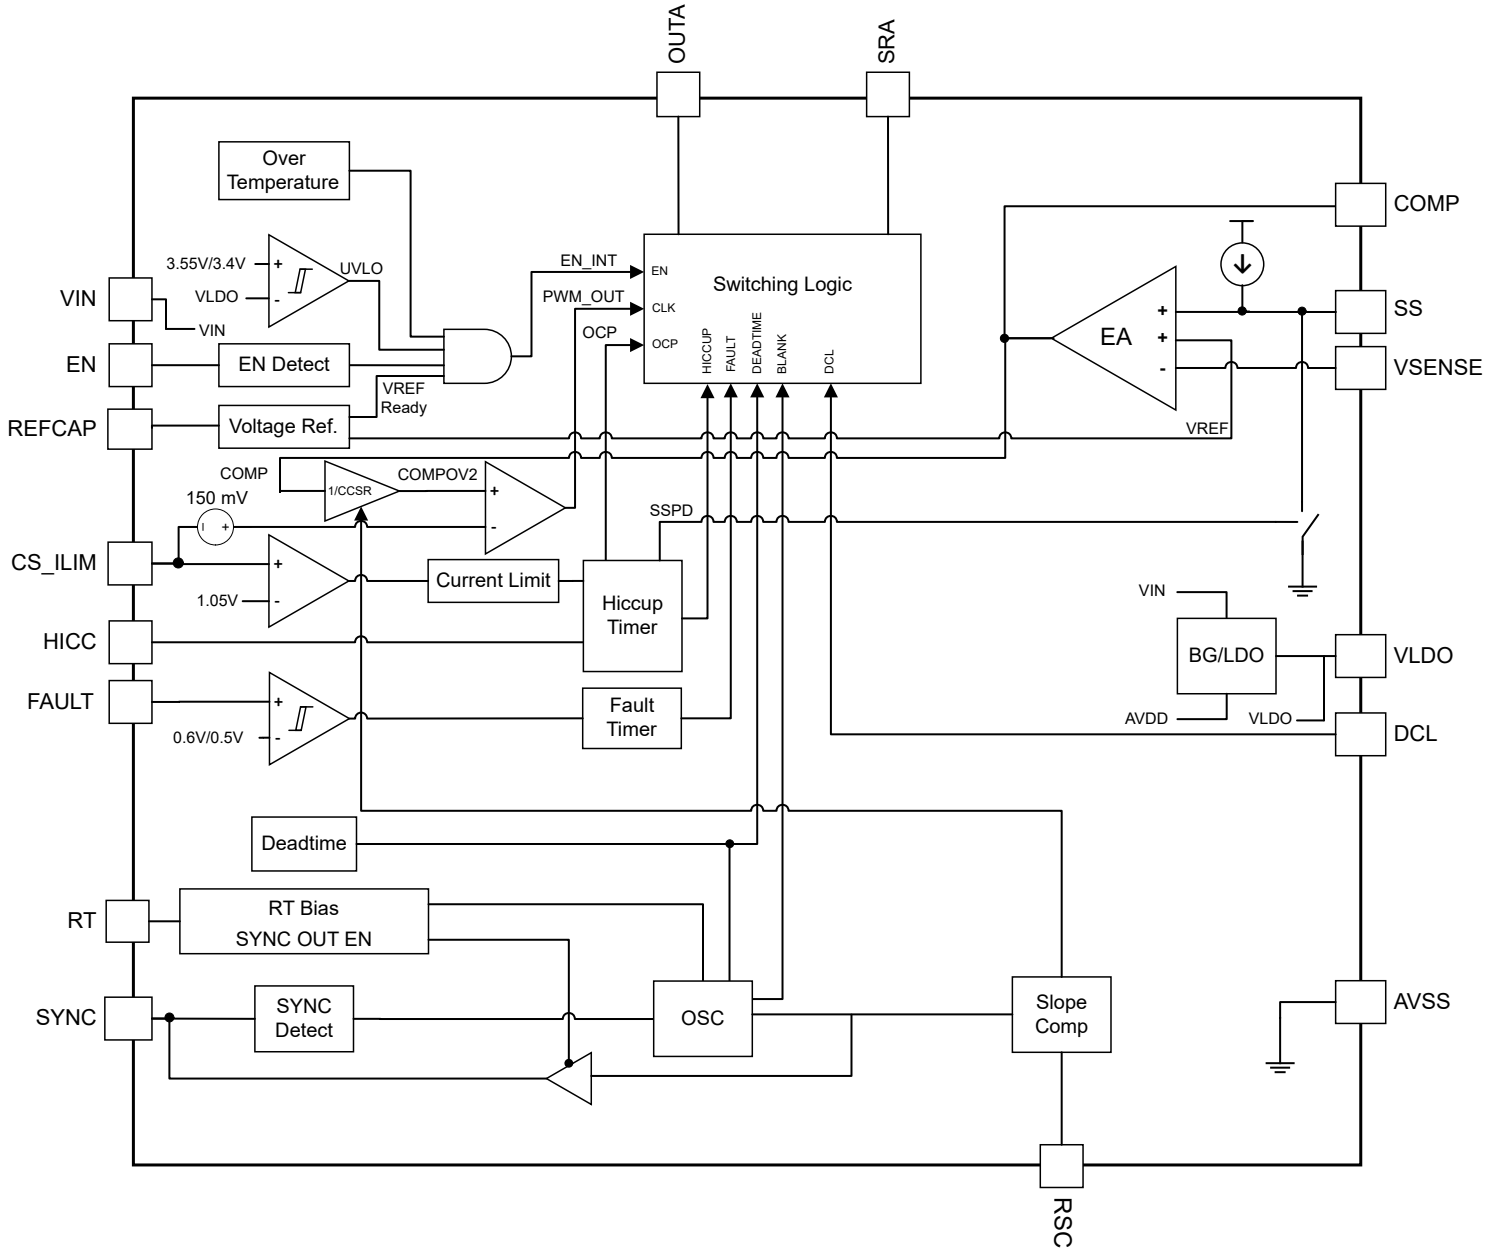 OUTA
SRA
Over
Temperature
COMP
3.55V/3.4V
+
UVLO
EN_INT
EN
Switching Logic
VIN
VLDO
-
PWM_OUT
CLK
+
SS
VIN
OCP
OCP
HICCUP
FAULT
DEADTIME
BLANK
DCL
EA
+
EN
EN Detect
-
VSENSE
VREF
Ready
REFCAP
Voltage Ref.
VREF
COMP
1/CCSR
COMPOV2
+
150 mV
-
+
-
SSPD
CS_ILIM
+
Current Limit
1.05V
-
Hiccup
Timer
VIN
HICC
BG/LDO
VLDO
FAULT
+
Fault
Timer
AVDD
VLDO
0.6V/0.5V
-
DCL
Deadtime
RT
RT Bias
SYNC OUT EN
SYNC
SYNC
Detect
OSC
Slope
Comp
AVSS
RSC